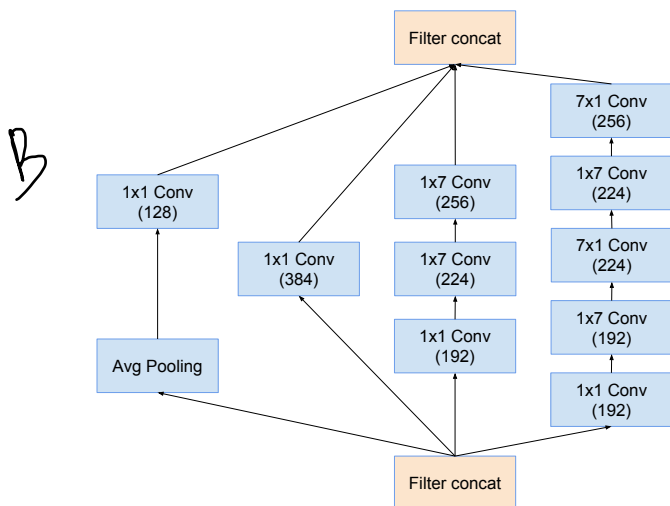 Filter concat
B
7x1 Conv
(256)
1x7 Conv
(224)
7x1 Conv
(224)
1x7 Conv
(192)
1x1 Conv
(192)
1x7 Conv
(256)
1x7 Conv
(224)
1x1 Conv
(192)
1x1 Conv
(384)
1x1 Conv
(128)
Avg Pooling
Filter concat